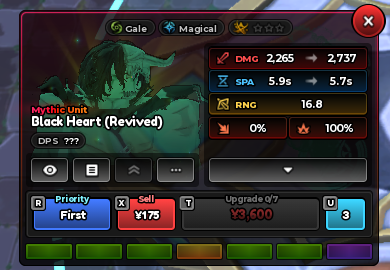 Gale Magical
Mythic Unit
Black Heart (Revived)
DPS ???
DMG 2,265 → 2,737
SPA 5.9s → 5.7s
RNG 16.8
0% 100%
R Priority First
X Sell ¥175
T Upgrade 0/7 ¥3,600
U 3